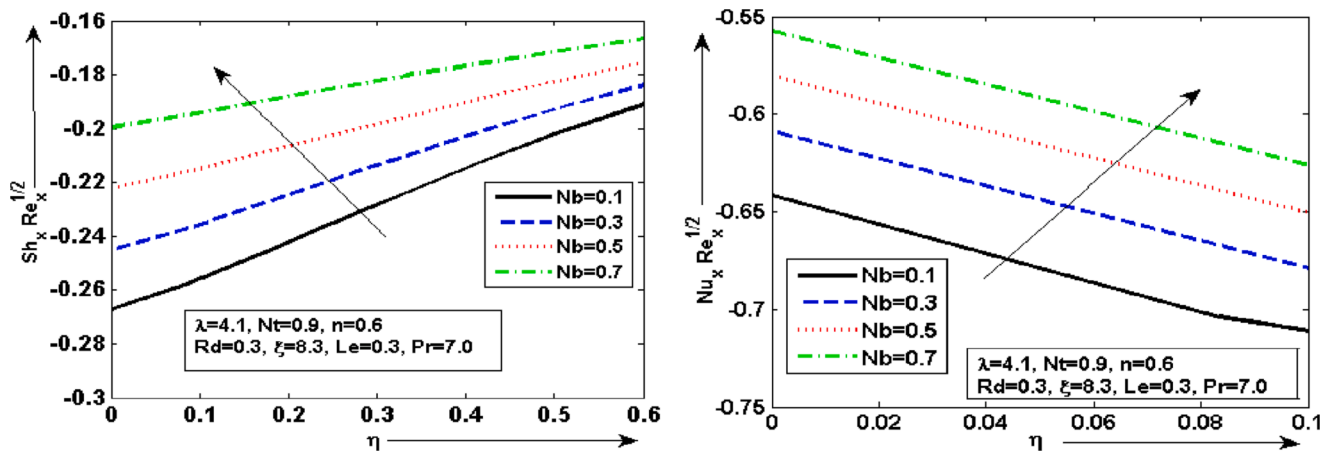 -0.16
-0.18
-0.2
-0.22
-0.24
-0.26
-0.28
-0.3
Sh_x Re_x^{1/2}
Nb=0.1
Nb=0.3
Nb=0.5
Nb=0.7
λ=4.1, Nt=0.9, n=0.6
Rd=0.3, ξ=8.3, Le=0.3, Pr=7.0
0 0.1 0.2 0.3 0.4 0.5 0.6
η
-0.55
-0.6
-0.65
-0.7
-0.75
Nu_x Re_x^{1/2}
Nb=0.1
Nb=0.3
Nb=0.5
Nb=0.7
λ=4.1, Nt=0.9, n=0.6
Rd=0.3, ξ=8.3, Le=0.3, Pr=7.0
0 0.02 0.04 0.06 0.08 0.1
η